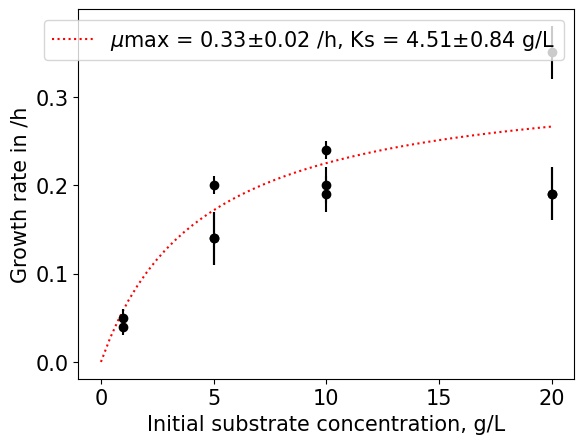 μmax = 0.33±0.02 /h, Ks = 4.51±0.84 g/L
Growth rate in /h
0.3
0.2
0.1
0.0
0 5 10 15 20
Initial substrate concentration, g/L